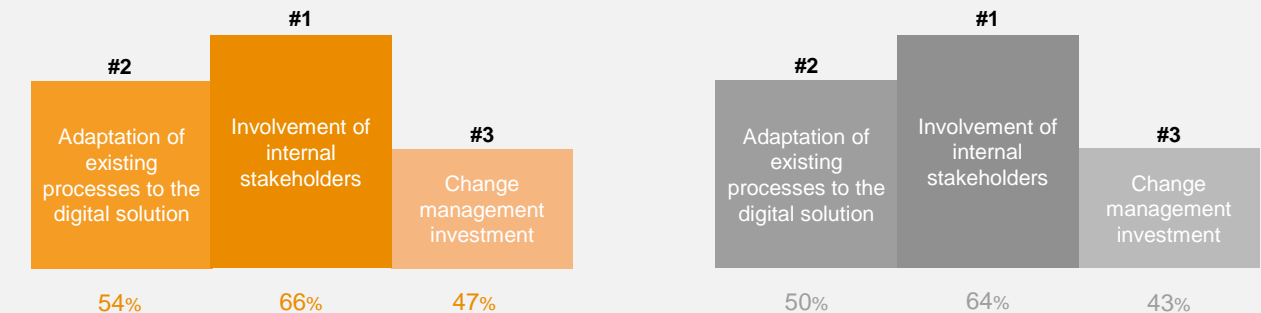 #1
#2
Adaptation of
existing
processes to the
digital solution
Involvement of
internal
stakeholders
#3
Change
management
investment
54%
66%
47%
#1
#2
Adaptation of
existing
processes to the
digital solution
Involvement of
internal
stakeholders
#3
Change
management
investment
50%
64%
43%